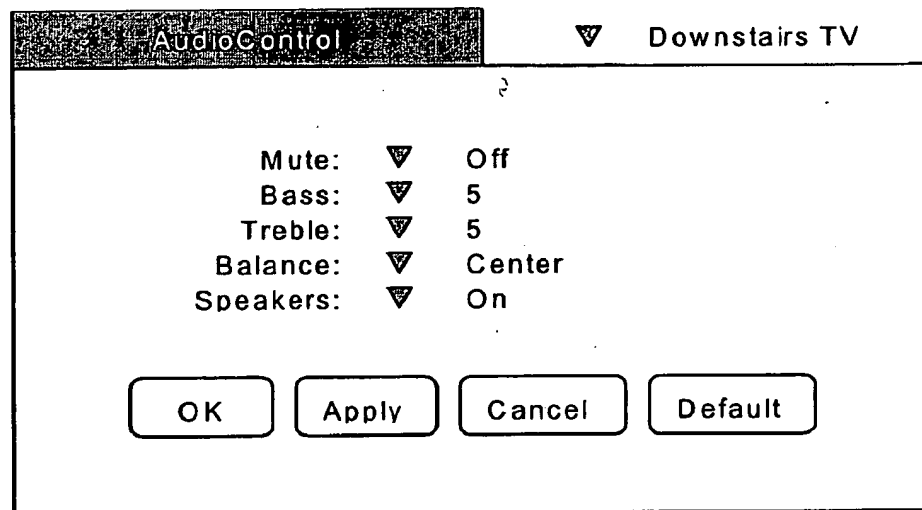 AudioControl Downstairs TV
Mute: Off
Bass: 5
Treble: 5
Balance: Center
Speakers: On
OK Apply Cancel Default